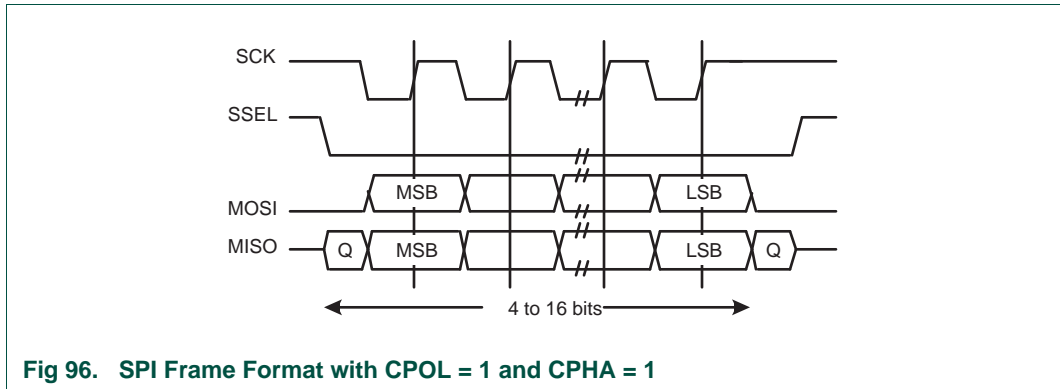 SCK
SSEL
MOSI MSB LSB
MISO Q MSB LSB Q
4 to 16 bits
Fig 96. SPI Frame Format with CPOL = 1 and CPHA = 1